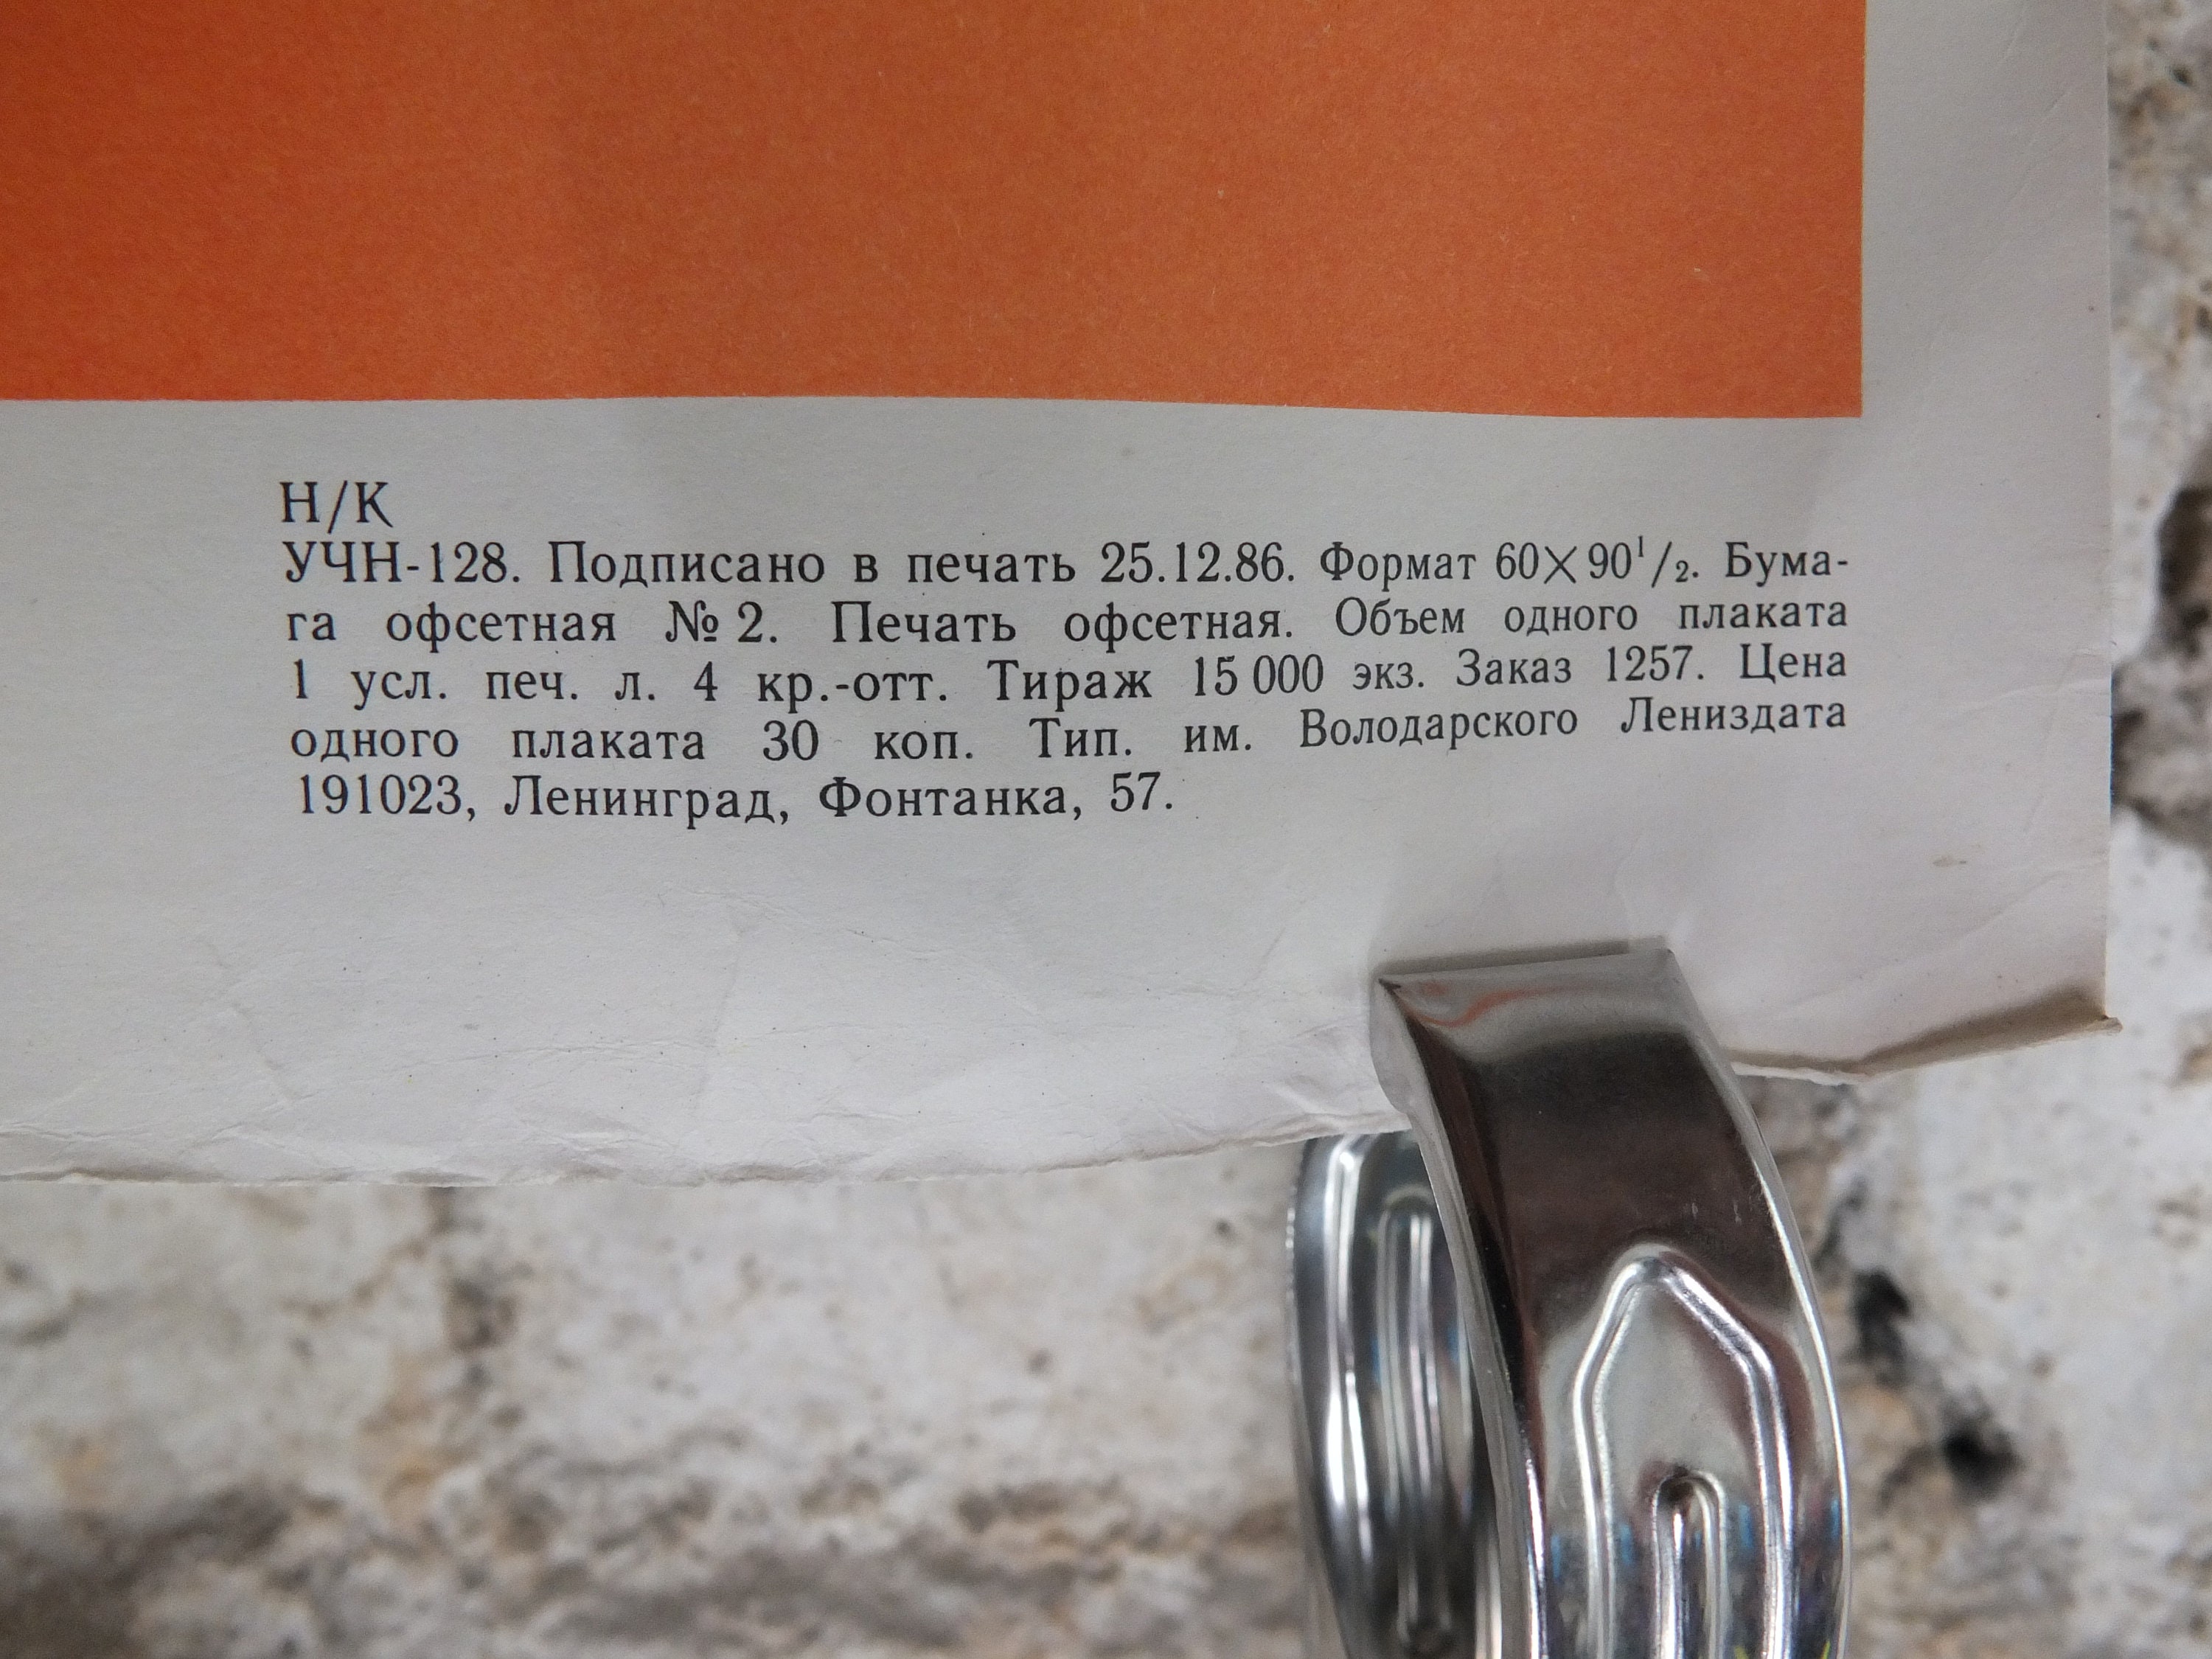 Н/К
УЧН-128. Подписано в печать 25.12.86. Формат 60×90¹/₂. Бума-
га офсетная № 2. Печать офсетная. Объем одного плаката
1 усл. печ. л. 4 кр.-отт. Тираж 15 000 экз. Заказ 1257. Цена
одного плаката 30 коп. Тип. им. Володарского Лениздата
191023, Ленинград, Фонтанка, 57.